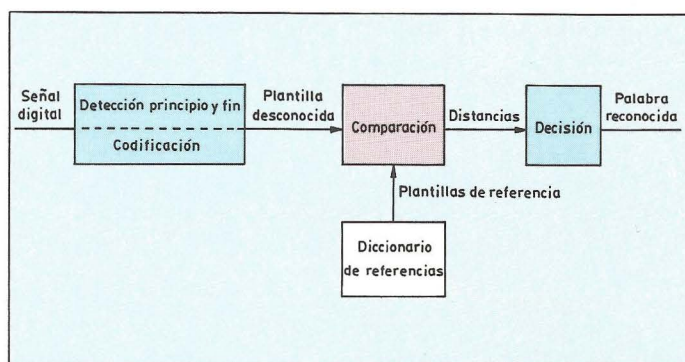 Señal
digital
Detección principio y fin
Codificación
Plantilla
desconocida
Comparación
Distancias
Decisión
Palabra
reconocida
Plantillas de referencia
Diccionario
de referencias